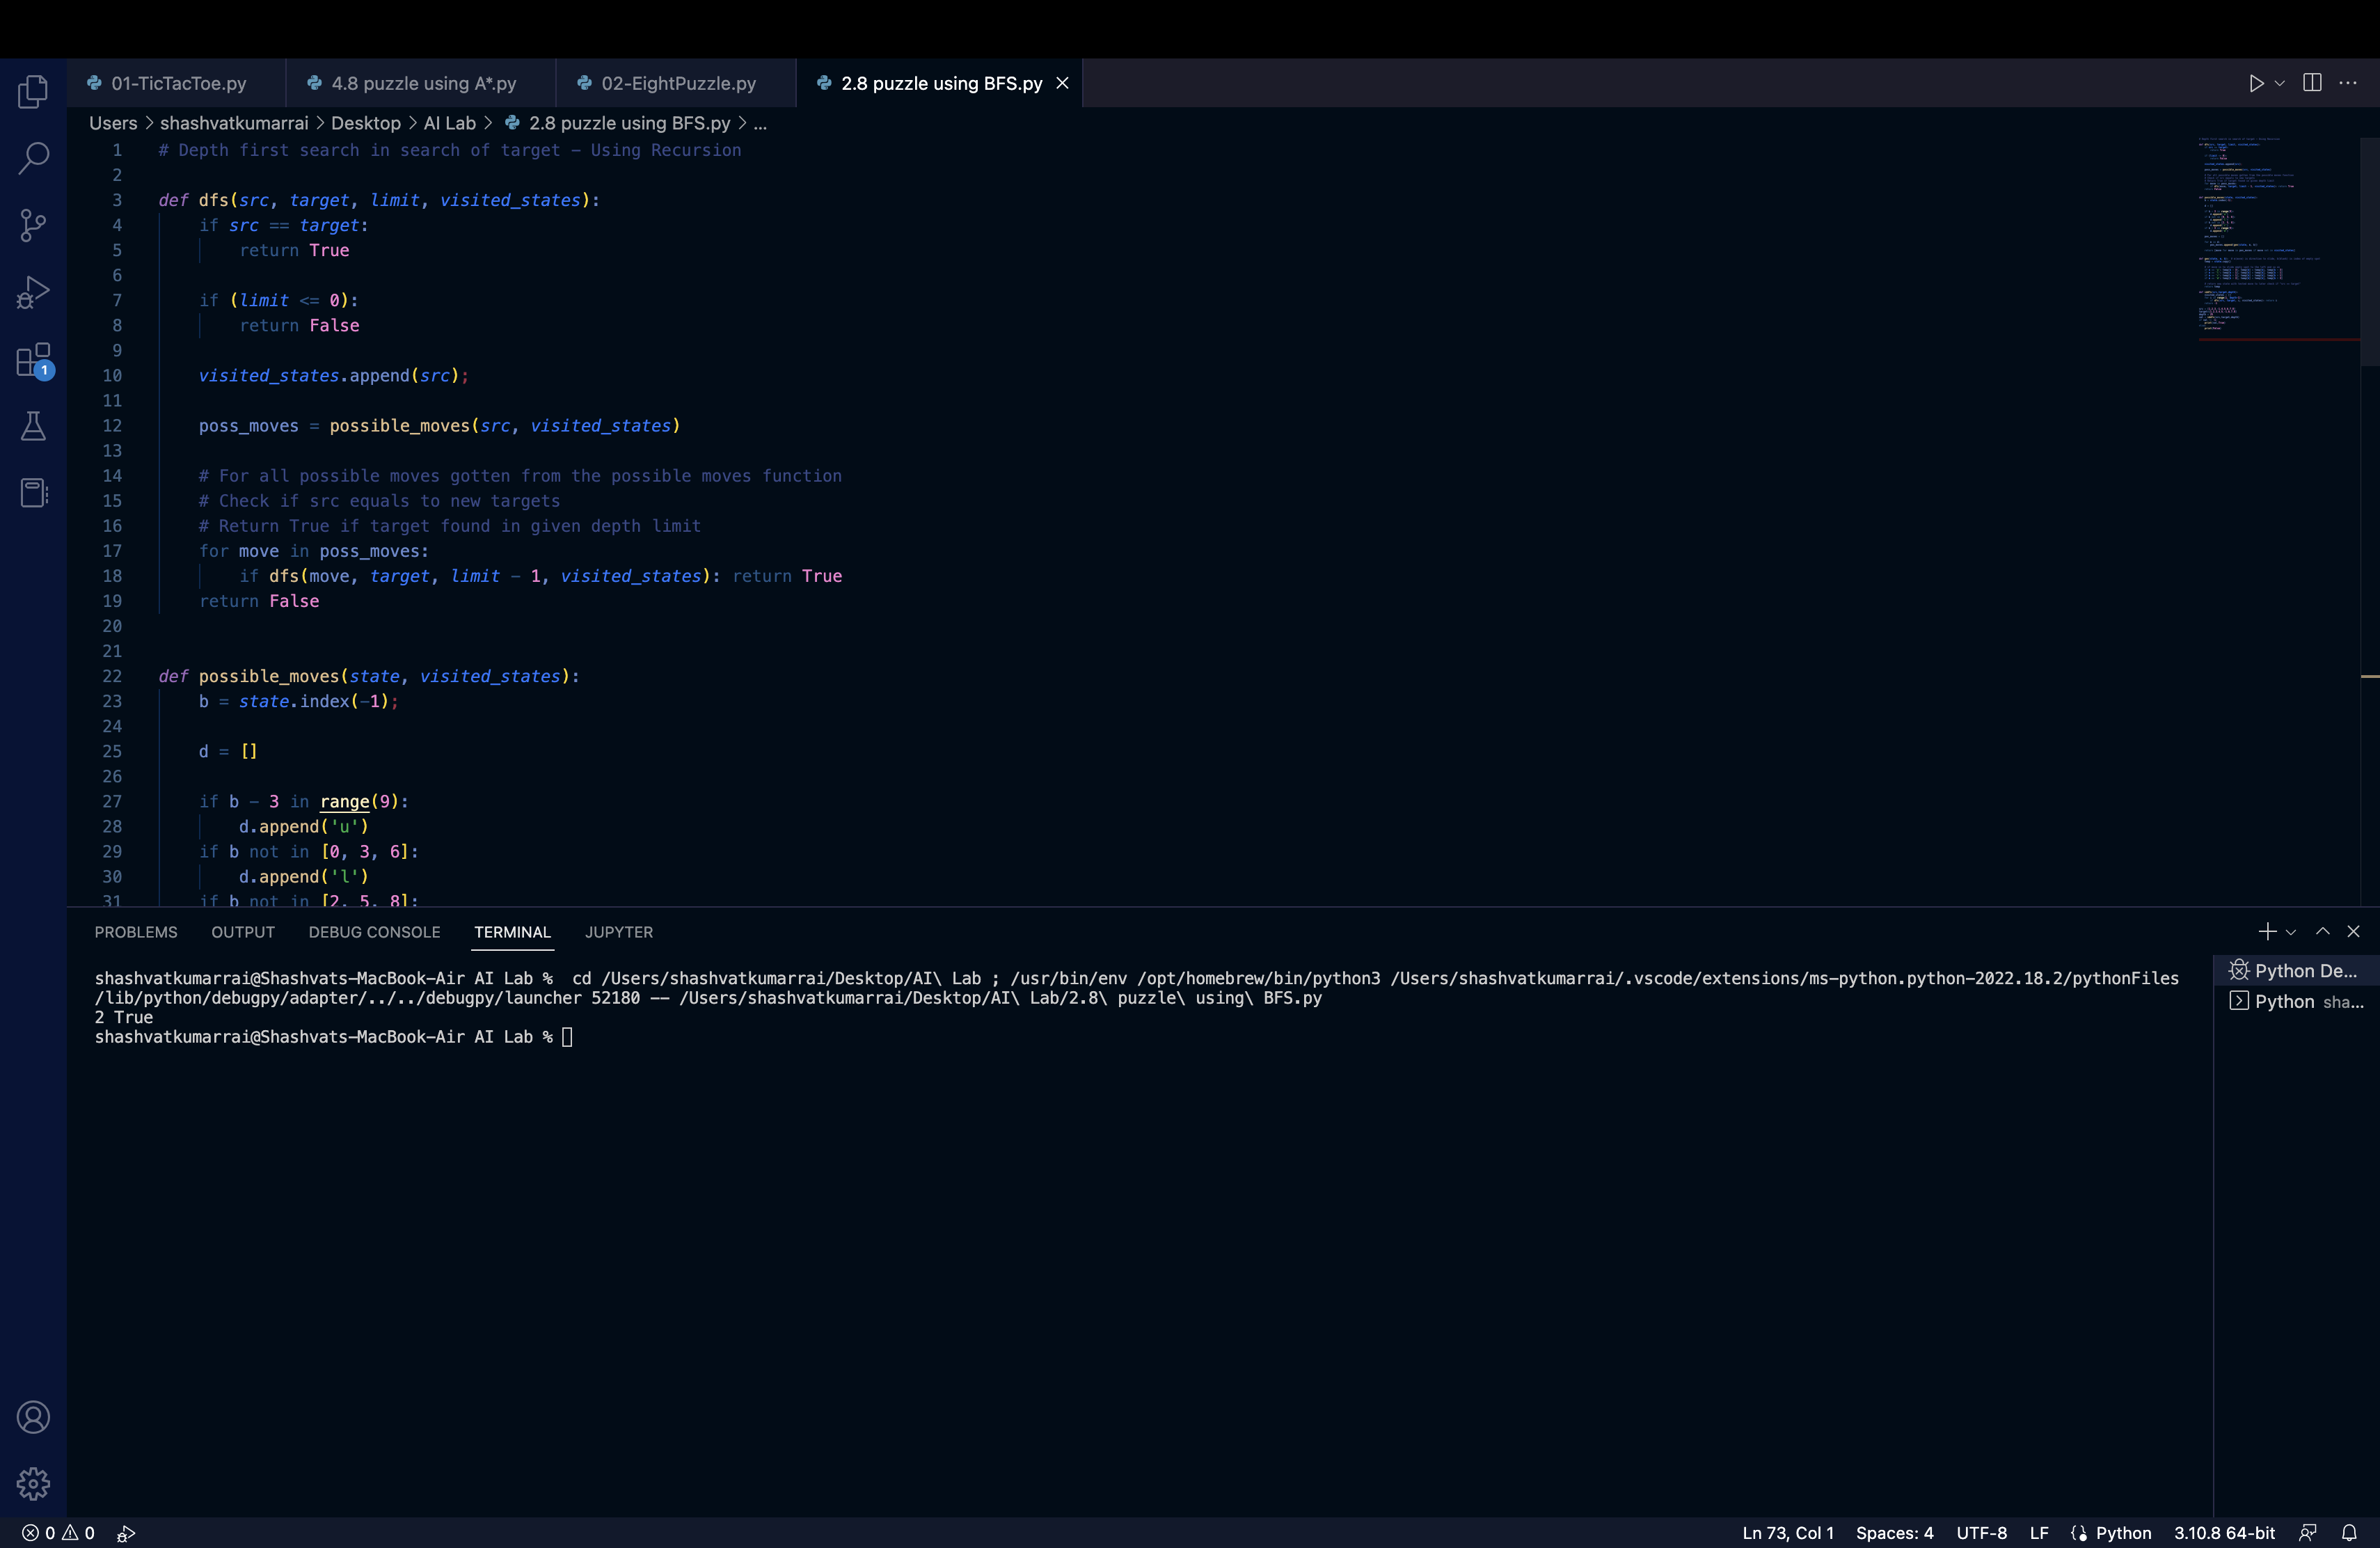 01-TicTacToe.py 4.8 puzzle using A*.py 02-EightPuzzle.py 2.8 puzzle using BFS.py
Users > shashvatkumarrai > Desktop > AI Lab > 2.8 puzzle using BFS.py > ...
1 # Depth first search in search of target - Using Recursion
2
3 def dfs(src, target, limit, visited_states):
4     if src == target:
5         return True
6
7     if (limit <= 0):
8         return False
9
10     visited_states.append(src);
11
12     poss_moves = possible_moves(src, visited_states)
13
14     # For all possible moves gotten from the possible moves function
15     # Check if src equals to new targets
16     # Return True if target found in given depth limit
17     for move in poss_moves:
18         if dfs(move, target, limit - 1, visited_states): return True
19     return False
20
21
22 def possible_moves(state, visited_states):
23     b = state.index(-1);
24
25     d = []
26
27     if b - 3 in range(9):
28         d.append('u')
29     if b not in [0, 3, 6]:
30         d.append('l')
31     if b not in [2, 5, 8]:
1
PROBLEMS OUTPUT DEBUG CONSOLE TERMINAL JUPYTER
shashvatkumarrai@Shashvats-MacBook-Air AI Lab %  cd /Users/shashvatkumarrai/Desktop/AI\ Lab ; /usr/bin/env /opt/homebrew/bin/python3 /Users/shashvatkumarrai/.vscode/extensions/ms-python.python-2022.18.2/pythonFiles
/lib/python/debugpy/adapter/../../debugpy/launcher 52180 -- /Users/shashvatkumarrai/Desktop/AI\ Lab/2.8\ puzzle\ using\ BFS.py
2 True
shashvatkumarrai@Shashvats-MacBook-Air AI Lab %
Python De...
Python sha...
0 0 Ln 73, Col 1 Spaces: 4 UTF-8 LF Python 3.10.8 64-bit